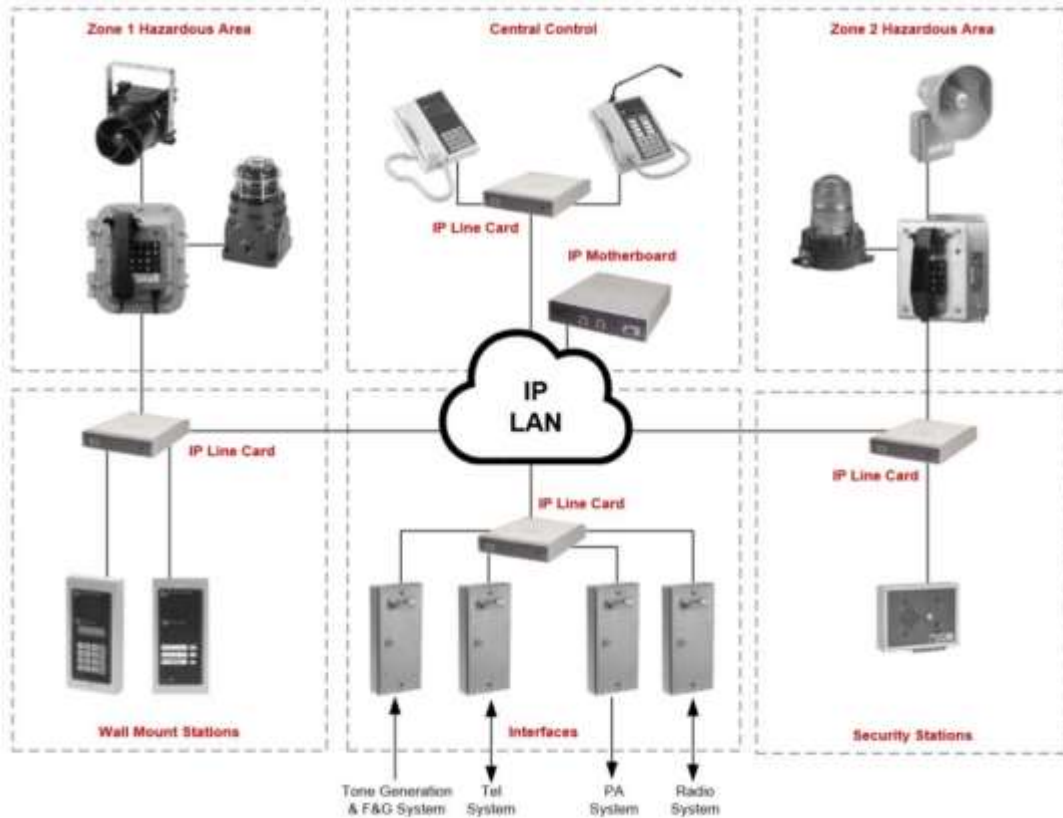 Zone 1 Hazardous Area
Central Control
Zone 2 Hazardous Area
IP Line Card
IP Motherboard
IP
LAN
IP Line Card
IP Line Card
IP Line Card
Wall Mount Stations
Interfaces
Security Stations
Tone Generation
& F&G System
Tel
System
PA
System
Radio
System